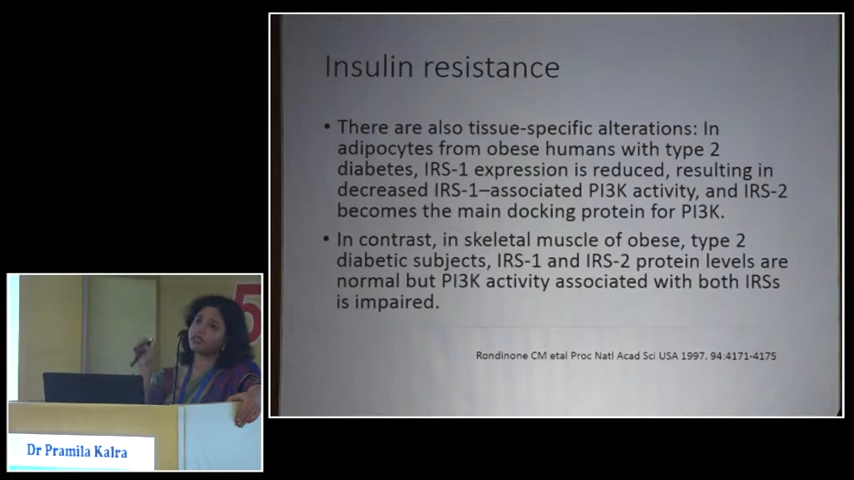 Insulin resistance
• There are also tissue-specific alterations: In
adipocytes from obese humans with type 2
diabetes, IRS-1 expression is reduced, resulting in
decreased IRS-1–associated PI3K activity, and IRS-2
becomes the main docking protein for PI3K.
• In contrast, in skeletal muscle of obese, type 2
diabetic subjects, IRS-1 and IRS-2 protein levels are
normal but PI3K activity associated with both IRSs
is impaired.
Rondinone CM etal Proc Natl Acad Sci USA 1997. 94:4171-4175
5
Dr Pramila Kalra